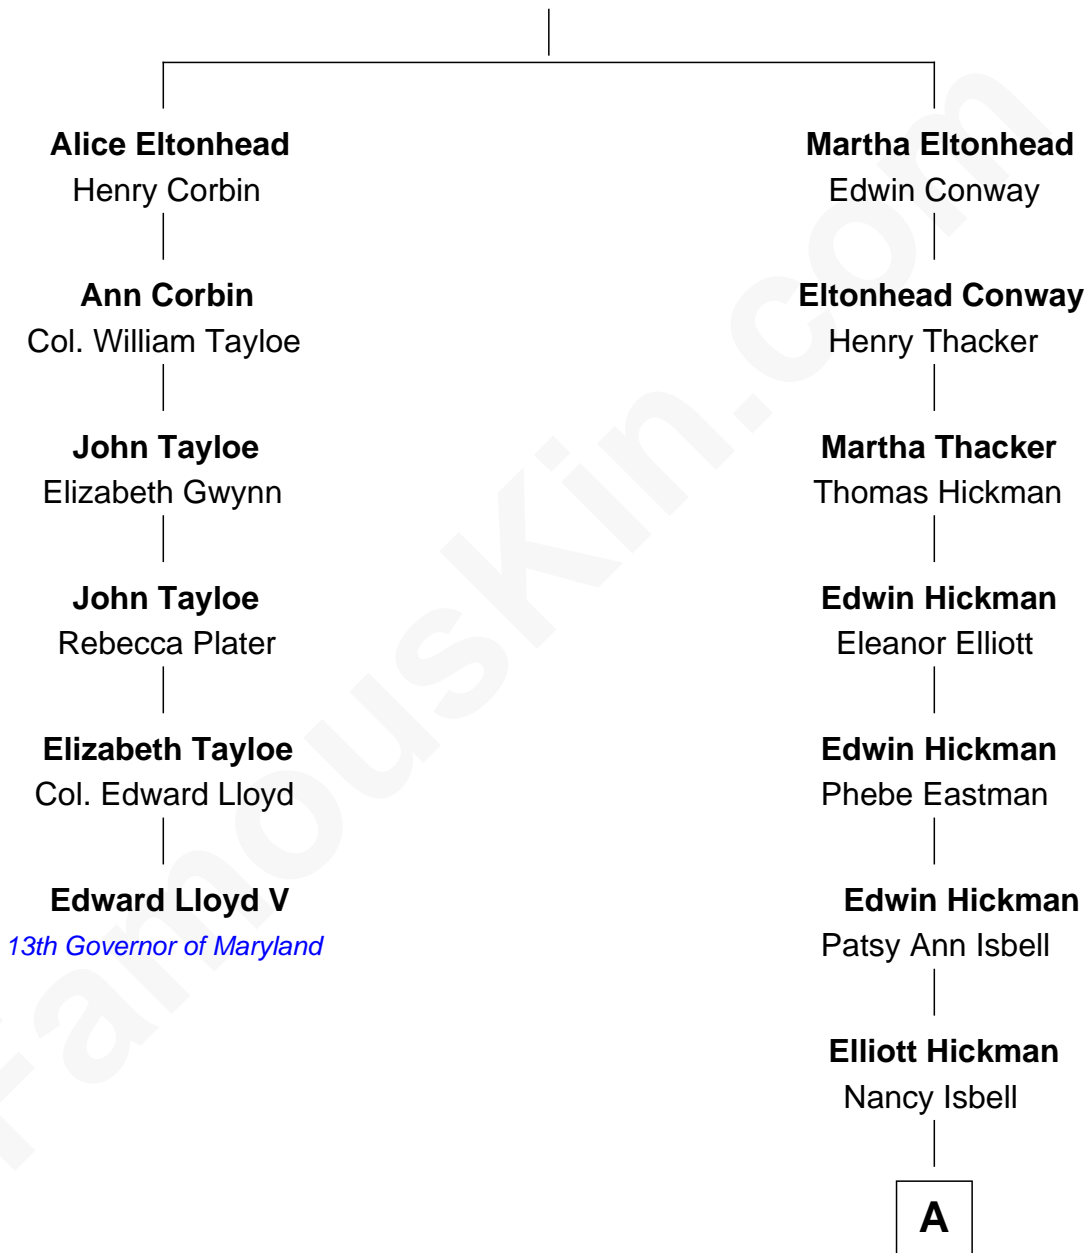 Alice Eltonhead
Henry Corbin
Ann Corbin
Col. William Tayloe
John Tayloe
Elizabeth Gwynn
John Tayloe
Rebecca Plater
Elizabeth Tayloe
Col. Edward Lloyd
Edward Lloyd V
13th Governor of Maryland
Martha Eltonhead
Edwin Conway
Eltonhead Conway
Henry Thacker
Martha Thacker
Thomas Hickman
Edwin Hickman
Eleanor Elliott
Edwin Hickman
Phebe Eastman
Edwin Hickman
Patsy Ann Isbell
Elliott Hickman
Nancy Isbell
A
FamousKin.com